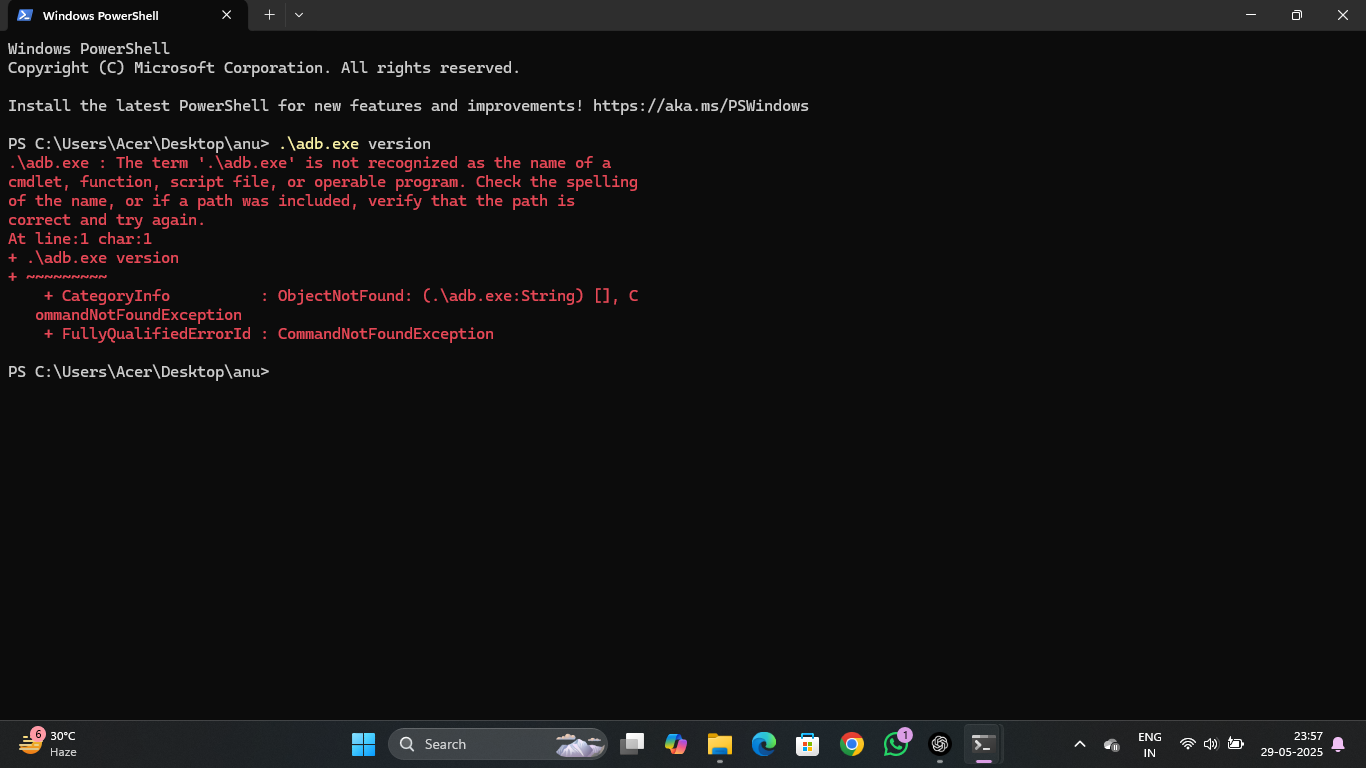 Windows PowerShell
Windows PowerShell
Copyright (C) Microsoft Corporation. All rights reserved.
Install the latest PowerShell for new features and improvements! https://aka.ms/PSWindows
PS C:\Users\Acer\Desktop\anu> .\adb.exe version
.\adb.exe : The term '.\adb.exe' is not recognized as the name of a
cmdlet, function, script file, or operable program. Check the spelling
of the name, or if a path was included, verify that the path is
correct and try again.
At line:1 char:1
+ .\adb.exe version
+ ~~~~~~~~~
    + CategoryInfo          : ObjectNotFound: (.\adb.exe:String) [], C
   ommandNotFoundException
    + FullyQualifiedErrorId : CommandNotFoundException
PS C:\Users\Acer\Desktop\anu>
6
30°C
Haze
Search
1
ENG
IN
23:57
29-05-2025